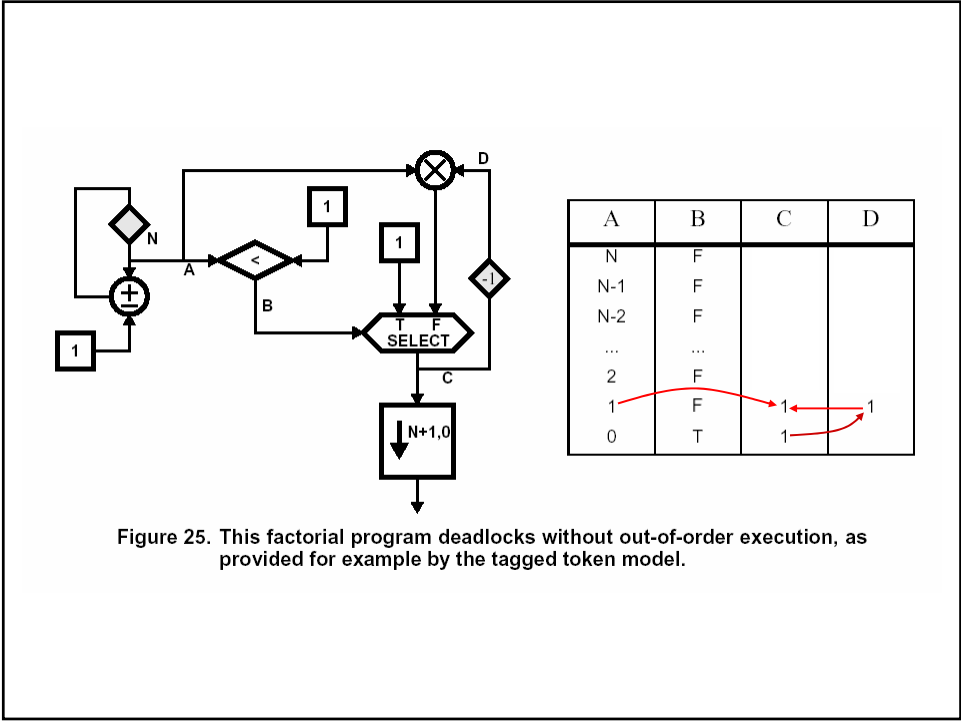 D
1
N
1
A
<
B
±
-1
T F
SELECT
1
C
N+1,0
A B C D
N F
N-1 F
N-2 F
... ...
2 F
1 F 1 1
0 T 1
Figure 25. This factorial program deadlocks without out-of-order execution, as
provided for example by the tagged token model.